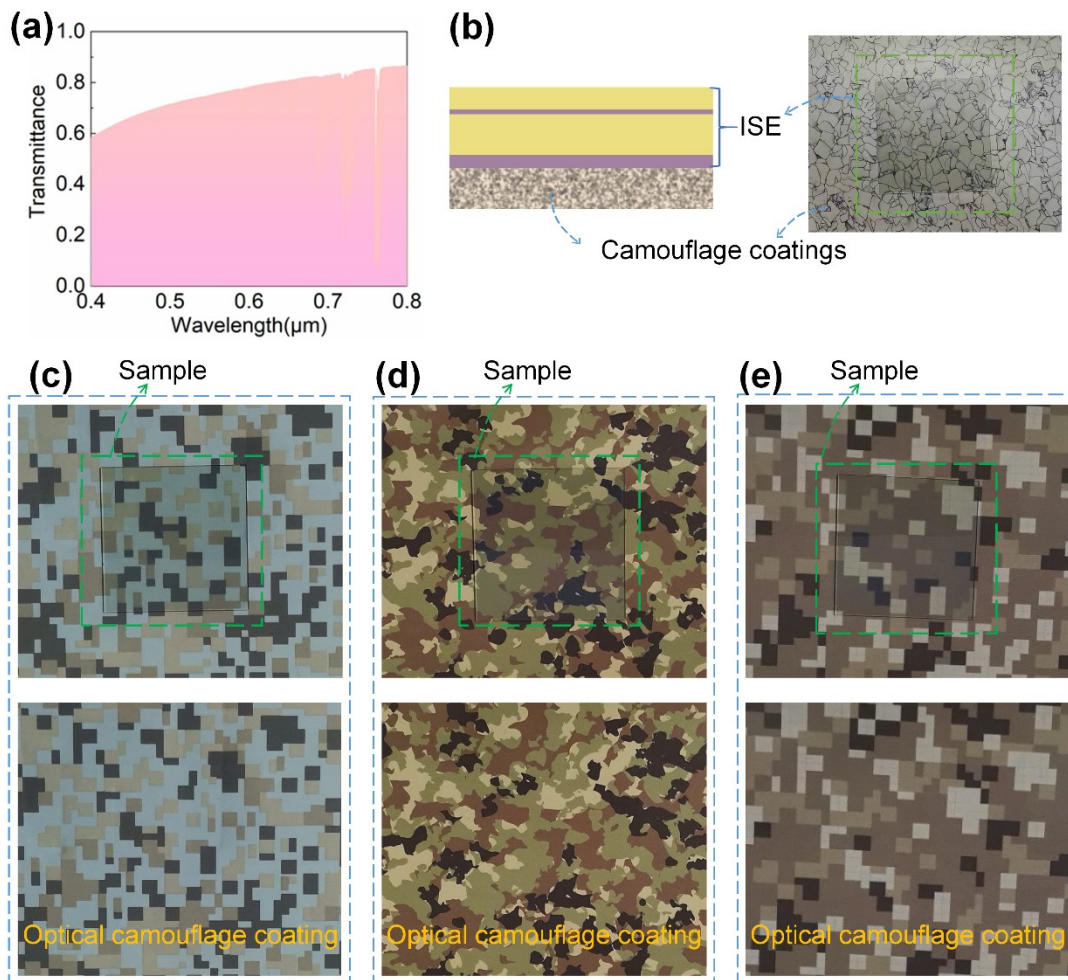 (a)
1.0
0.8
0.6
0.4
0.2
0.0
Transmittance
0.4 0.5 0.6 0.7 0.8
Wavelength(μm)
(b)
ISE
Camouflage coatings
(c)
Sample
Optical camouflage coating
(d)
Sample
Optical camouflage coating
(e)
Sample
Optical camouflage coating